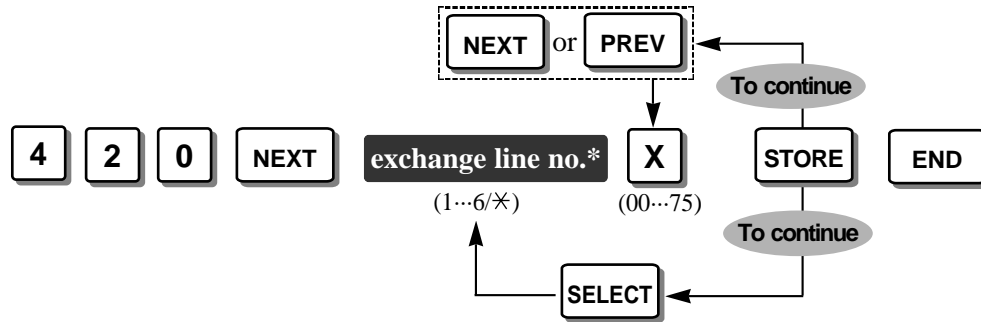 NEXT or PREV
To continue
4 2 0 NEXT exchange line no.* X STORE END
(1···6/✳) (00···75)
To continue
SELECT